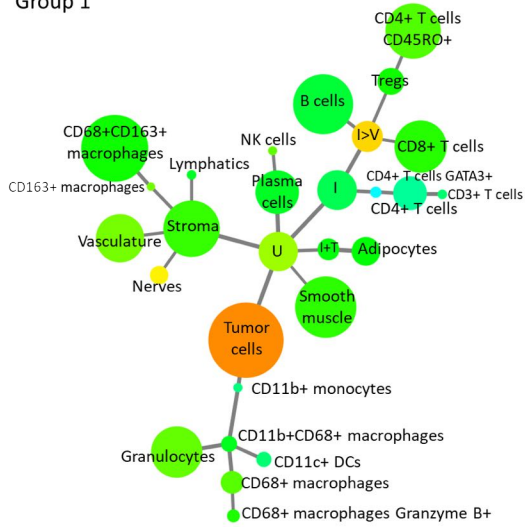 Group 1
CD4+ T cells
CD45RO+
Tregs
B cells
I>V
CD8+ T cells
CD68+CD163+
macrophages
NK cells
Lymphatics
CD163+ macrophages
Plasma
cells
I
CD4+ T cells GATA3+
CD3+ T cells
CD4+ T cells
Stroma
Vasculature
U
I+T
Adipocytes
Nerves
Smooth
muscle
Tumor
cells
CD11b+ monocytes
CD11b+CD68+ macrophages
Granulocytes
CD11c+ DCs
CD68+ macrophages
CD68+ macrophages Granzyme B+